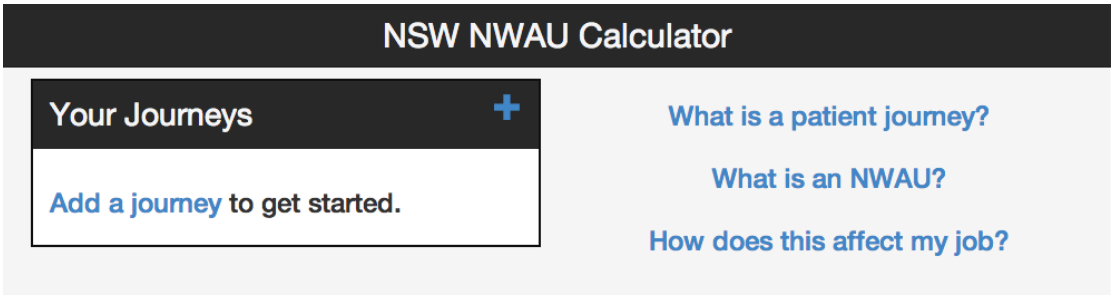 NSW NWAU Calculator
Your Journeys
Add a journey to get started.
What is a patient journey?
What is an NWAU?
How does this affect my job?